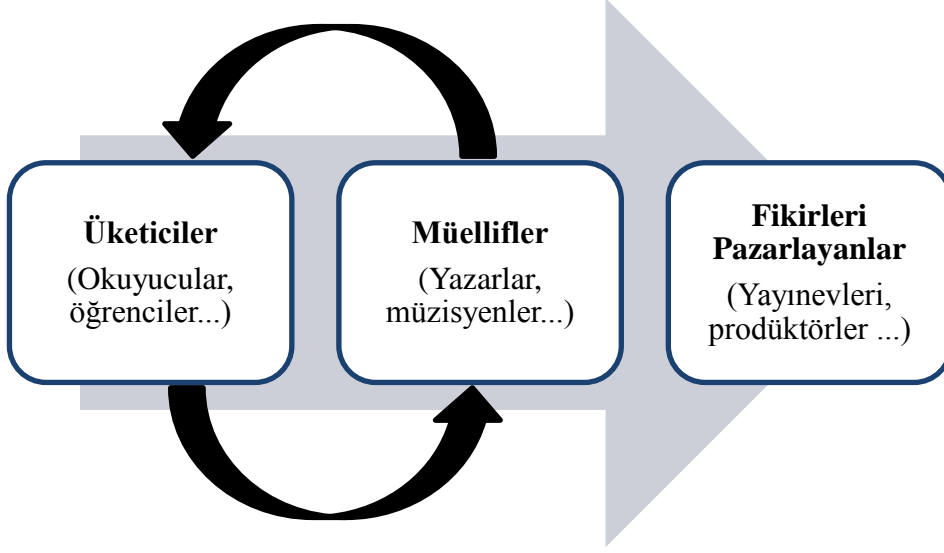 Üketiciler
(Okuyucular,
öğrenciler...)
Müellifler
(Yazarlar,
müzisyenler...)
Fikirleri
Pazarlayanlar
(Yayınevleri,
prodüktörler ...)